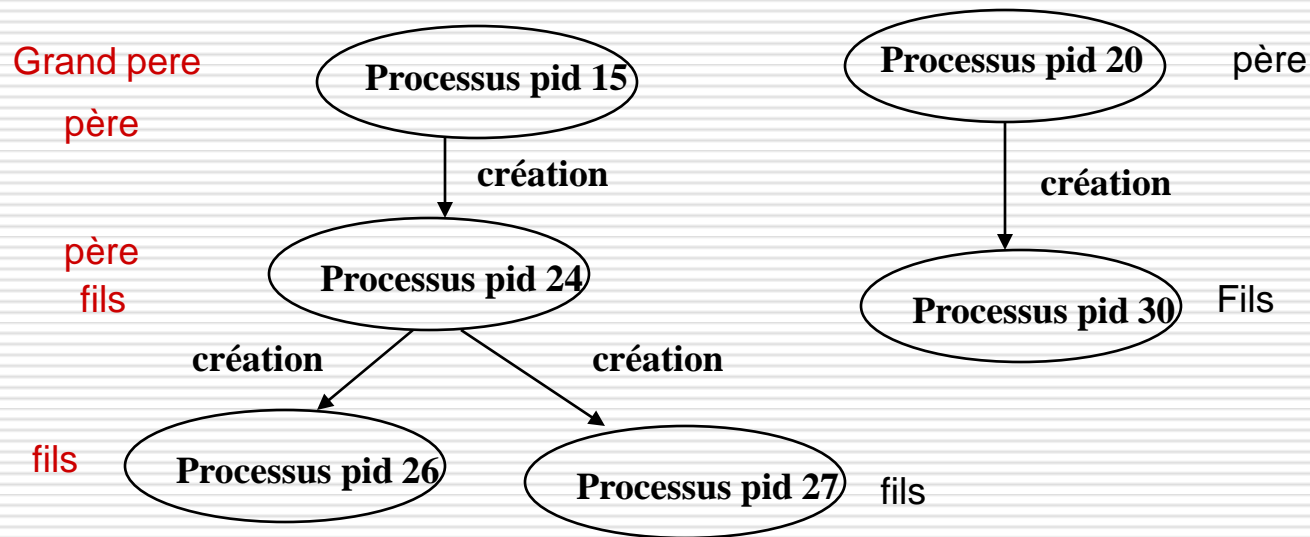 Grand pere
père
Processus pid 15
Processus pid 20
père
création
création
père
fils
Processus pid 24
Processus pid 30
Fils
création
création
fils
Processus pid 26
Processus pid 27
fils